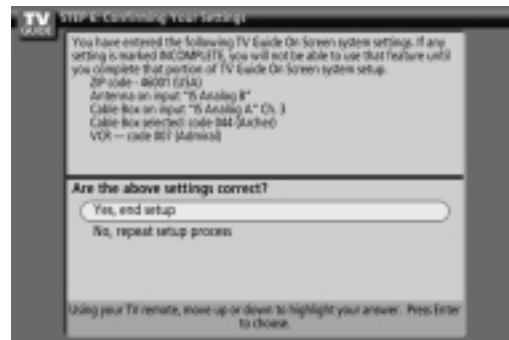 TV
GUIDE
STEP 6: Confirming Your Settings
You have entered the following TV Guide On Screen system settings. If any
setting is marked INCOMPLETE, you will not be able to use that feature until
you complete that portion of TV Guide On Screen system setup.
ZIP code - 46001 (USA)
Antenna on input "15 Analog B"
Cable Box on input "15 Analog A" Ch. 3
Cable Box selected: code 044 (Archer)
VCR — code 007 (Admiral)
Are the above settings correct?
Yes, end setup
No, repeat setup process
Using your TV remote, move up or down to highlight your answer. Press Enter
to choose.